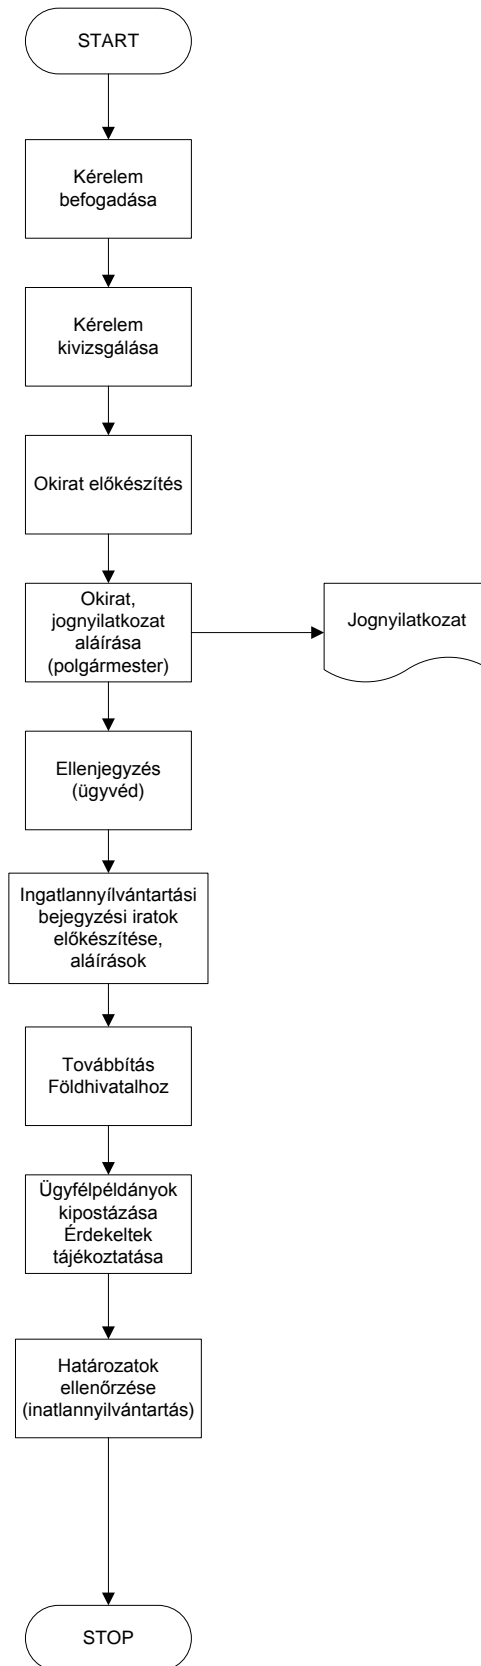 START
Kérelem
befogadása
Kérelem
kivizsgálása
Okirat előkészítés
Okirat,
jognyilatkozat
aláírása
(polgármester)
Jognyilatkozat
Ellenjegyzés
(ügyvéd)
Ingatlannyílvántartási
bejegyzési iratok
előkészítése,
aláírások
Továbbítás
Földhivatalhoz
Ügyfélpéldányok
kipostázása
Érdekeltek
tájékoztatása
Határozatok
ellenőrzése
(inatlannyilvántartás)
STOP